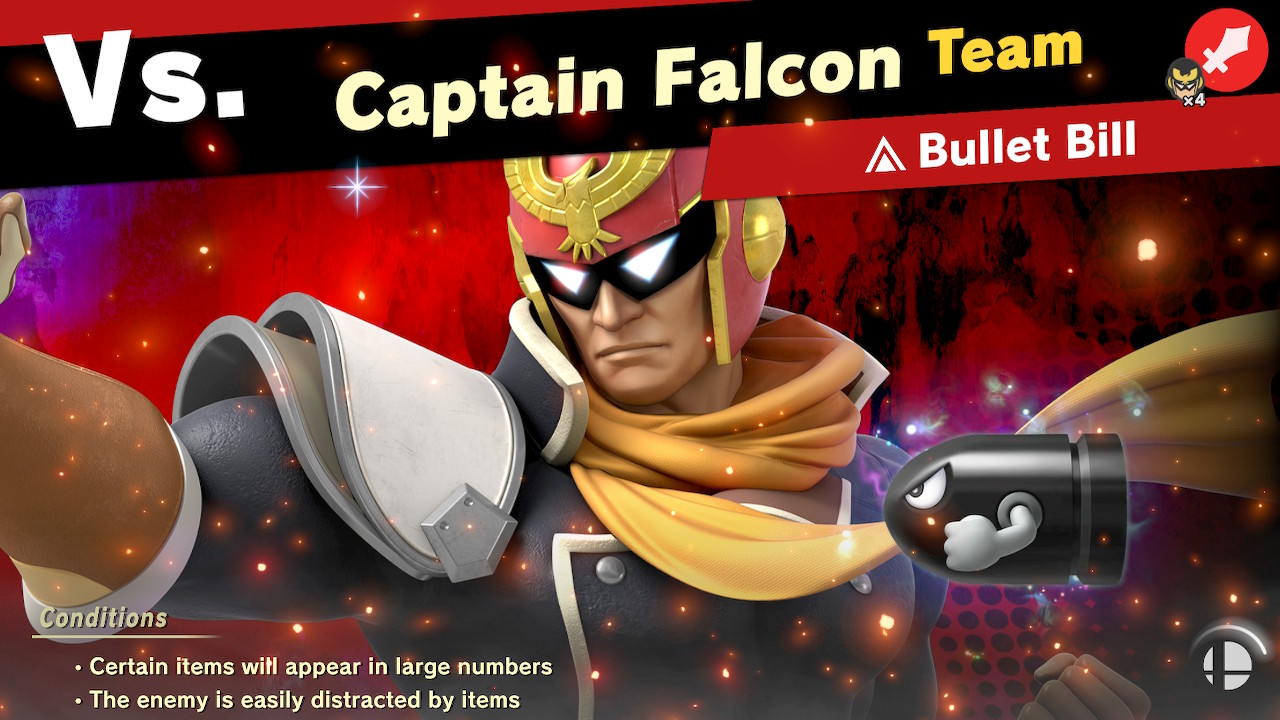 Vs. Captain Falcon Team
×4
Bullet Bill
Conditions
• Certain items will appear in large numbers
• The enemy is easily distracted by items